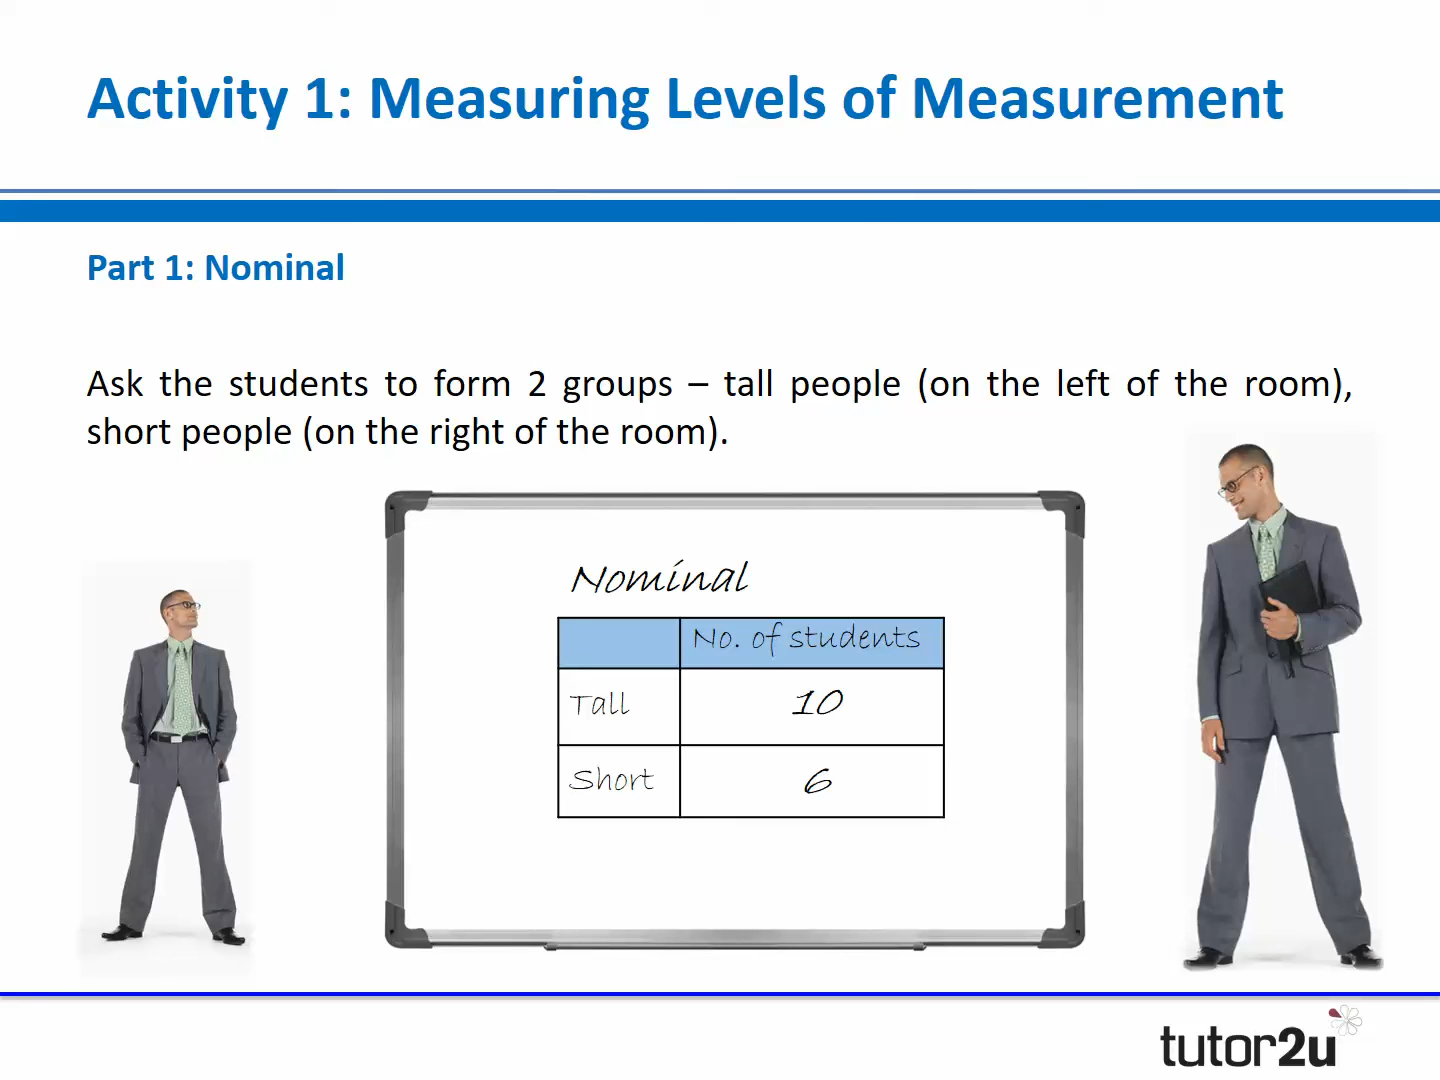 Activity 1: Measuring Levels of Measurement
Part 1: Nominal
Ask the students to form 2 groups – tall people (on the left of the room),
short people (on the right of the room).
Nominal
No. of students
Tall 10
Short 6
tutor2u